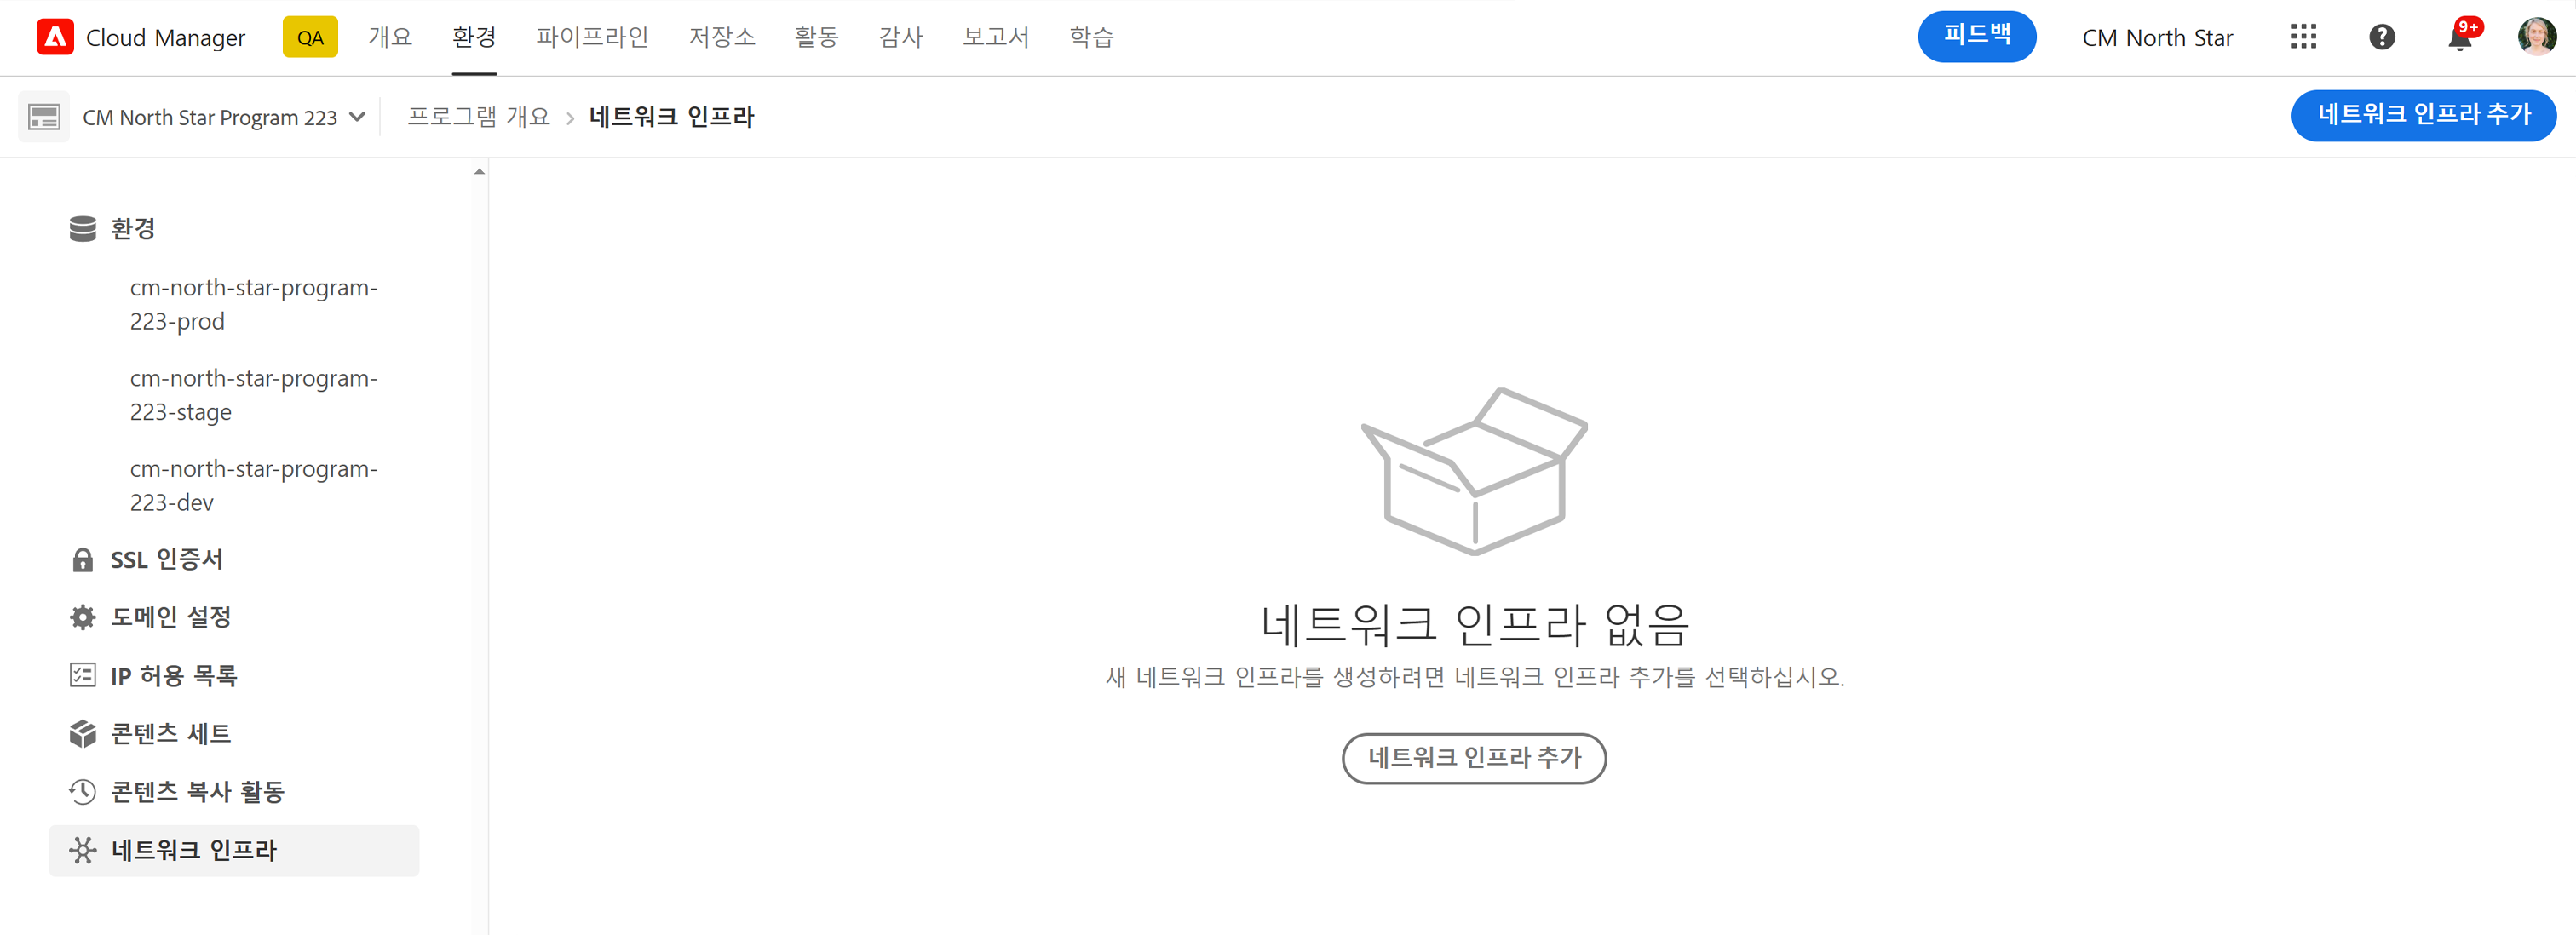 Cloud Manager QA 개요 환경 파이프라인 저장소 활동 감사 보고서 학습 피드백 CM North Star 9+
CM North Star Program 223 프로그램 개요 네트워크 인프라 네트워크 인프라 추가
환경
cm-north-star-program-
223-prod
cm-north-star-program-
223-stage
cm-north-star-program-
223-dev
SSL 인증서
도메인 설정
IP 허용 목록
콘텐츠 세트
콘텐츠 복사 활동
네트워크 인프라
네트워크 인프라 없음
새 네트워크 인프라를 생성하려면 네트워크 인프라 추가를 선택하십시오.
네트워크 인프라 추가